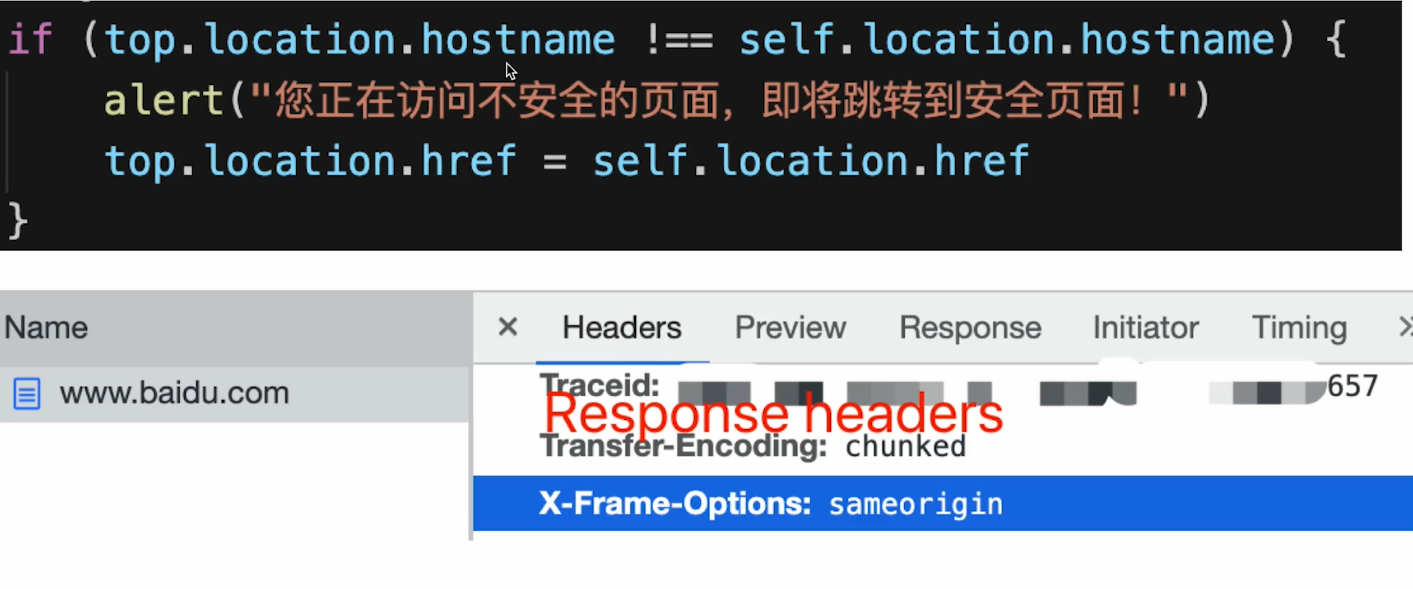 if (top.location.hostname !== self.location.hostname) {
alert("您正在访问不安全的页面，即将跳转到安全页面！")
top.location.href = self.location.href
}
Name
× Headers Preview Response Initiator Timing »
www.baidu.com
Traceid: 657
Response headers
Transfer-Encoding: chunked
X-Frame-Options: sameorigin